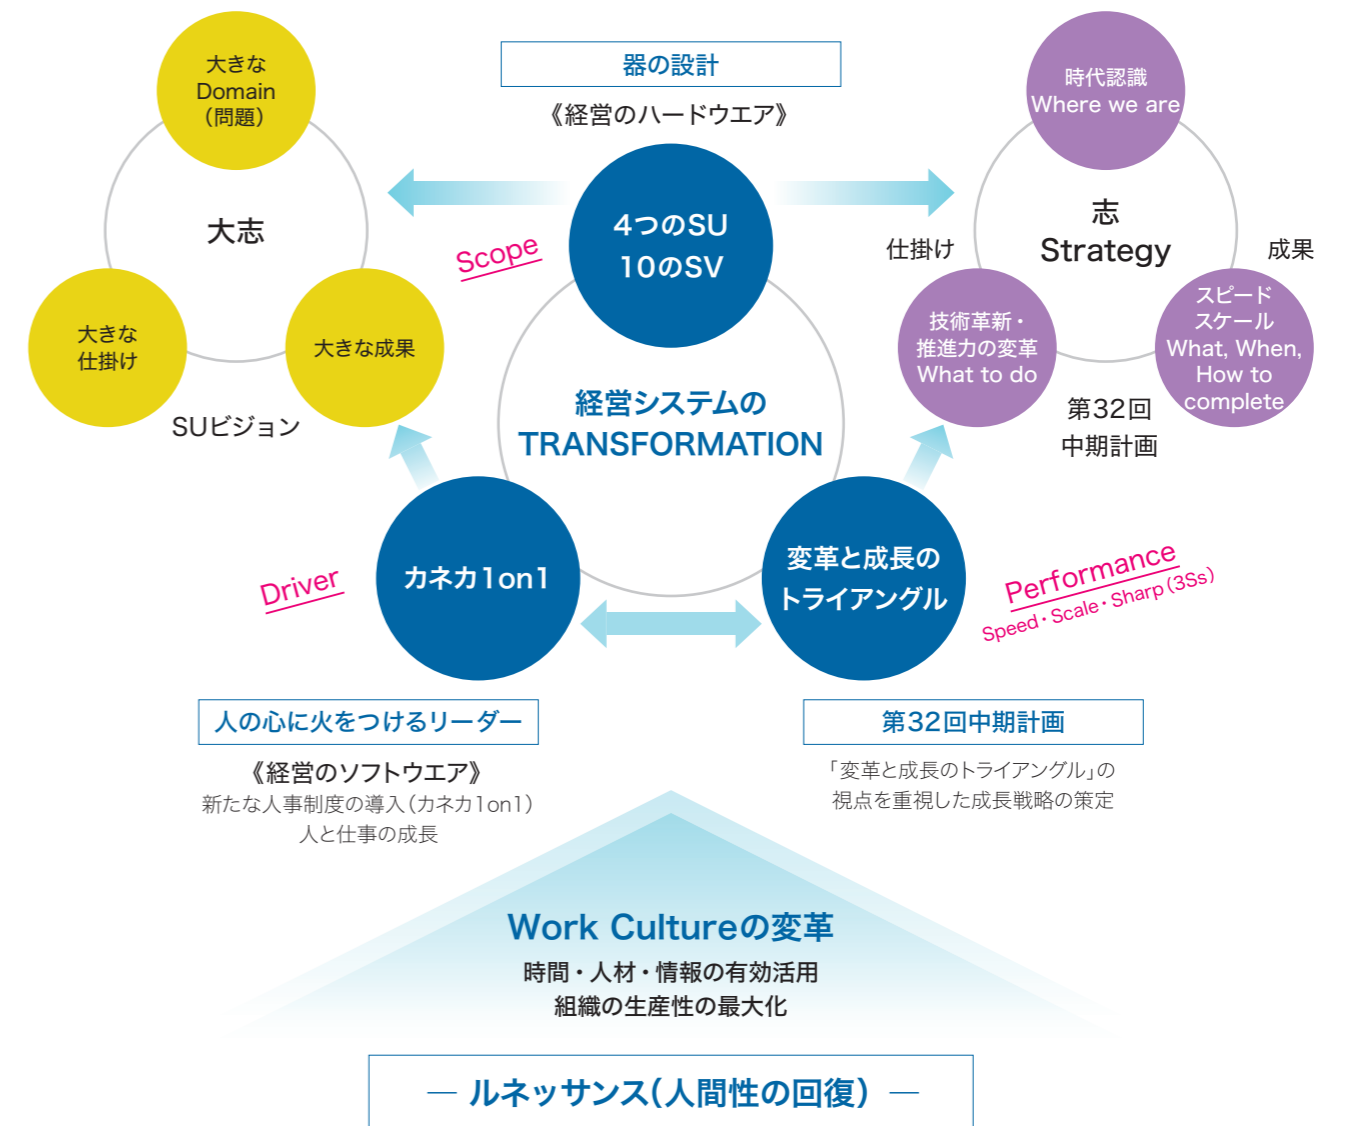 大きな
Domain
（問題）
大志
大きな
仕掛け
大きな成果
SUビジョン
器の設計
《経営のハードウエア》
4つのSU
10のSV
Scope
経営システムの
TRANSFORMATION
カネカ1on1
Driver
変革と成長の
トライアングル
Performance
Speed・Scale・Sharp（3Ss）
時代認識
Where we are
志
Strategy
仕掛け
成果
技術革新・
推進力の変革
What to do
スピード
スケール
What, When,
How to
complete
第32回
中期計画
人の心に火をつけるリーダー
《経営のソフトウエア》
新たな人事制度の導入（カネカ1on1）
人と仕事の成長
第32回中期計画
「変革と成長のトライアングル」の
視点を重視した成長戦略の策定
Work Cultureの変革
時間・人材・情報の有効活用
組織の生産性の最大化
― ルネッサンス（人間性の回復） ―